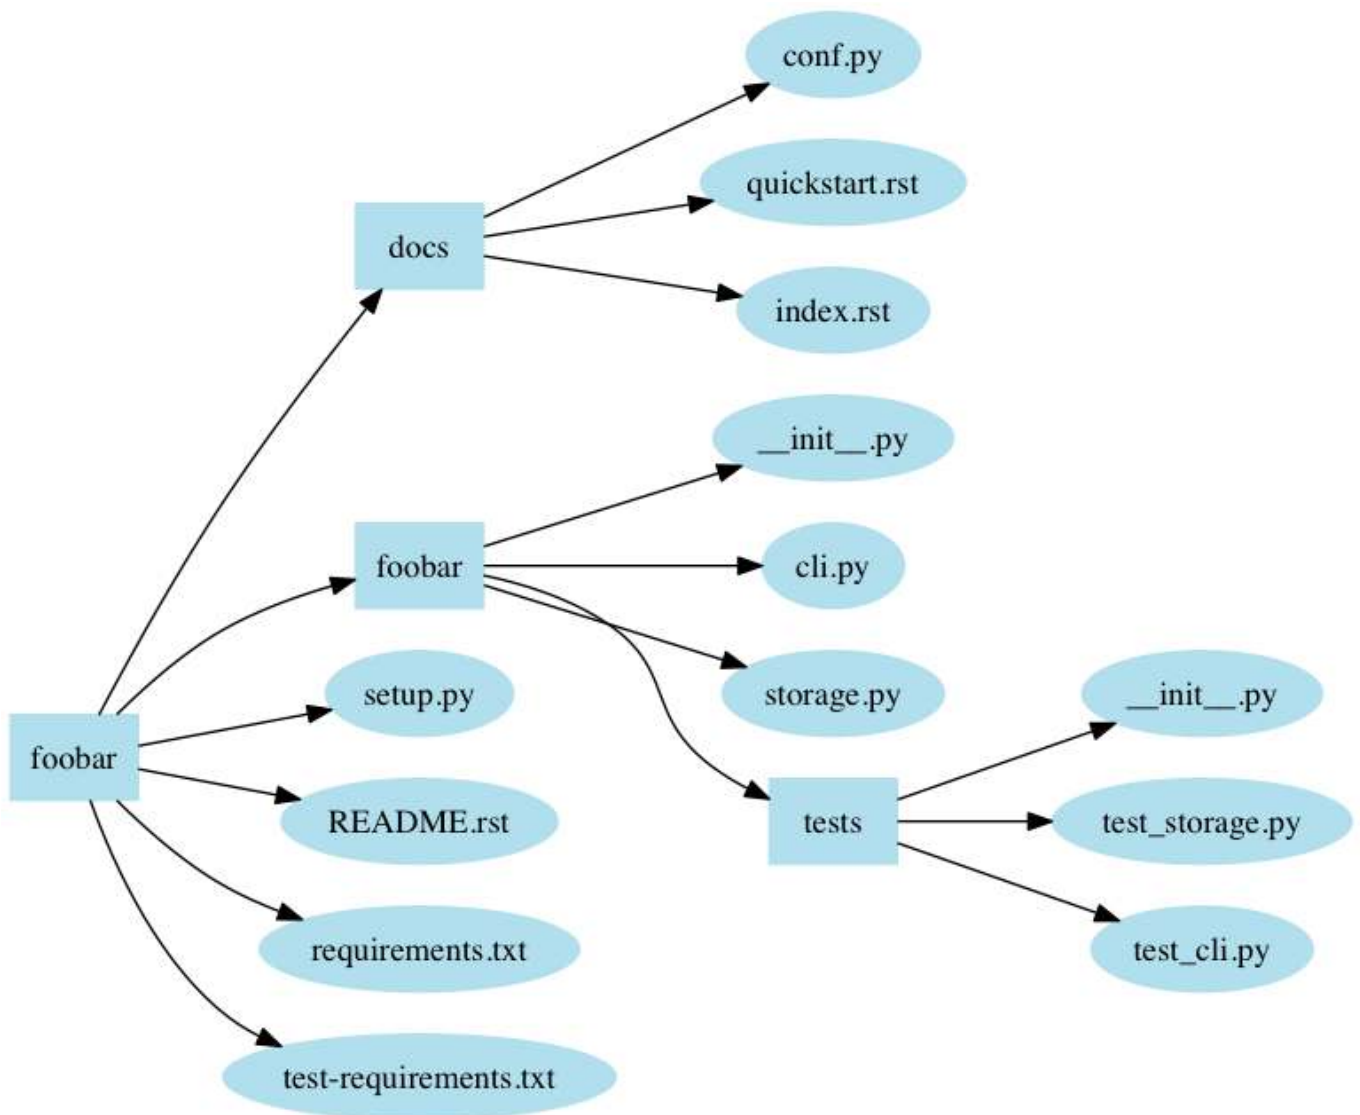 conf.py
quickstart.rst
docs
index.rst
__init__.py
foobar
cli.py
setup.py
storage.py
__init__.py
foobar
README.rst
tests
test_storage.py
requirements.txt
test_cli.py
test-requirements.txt